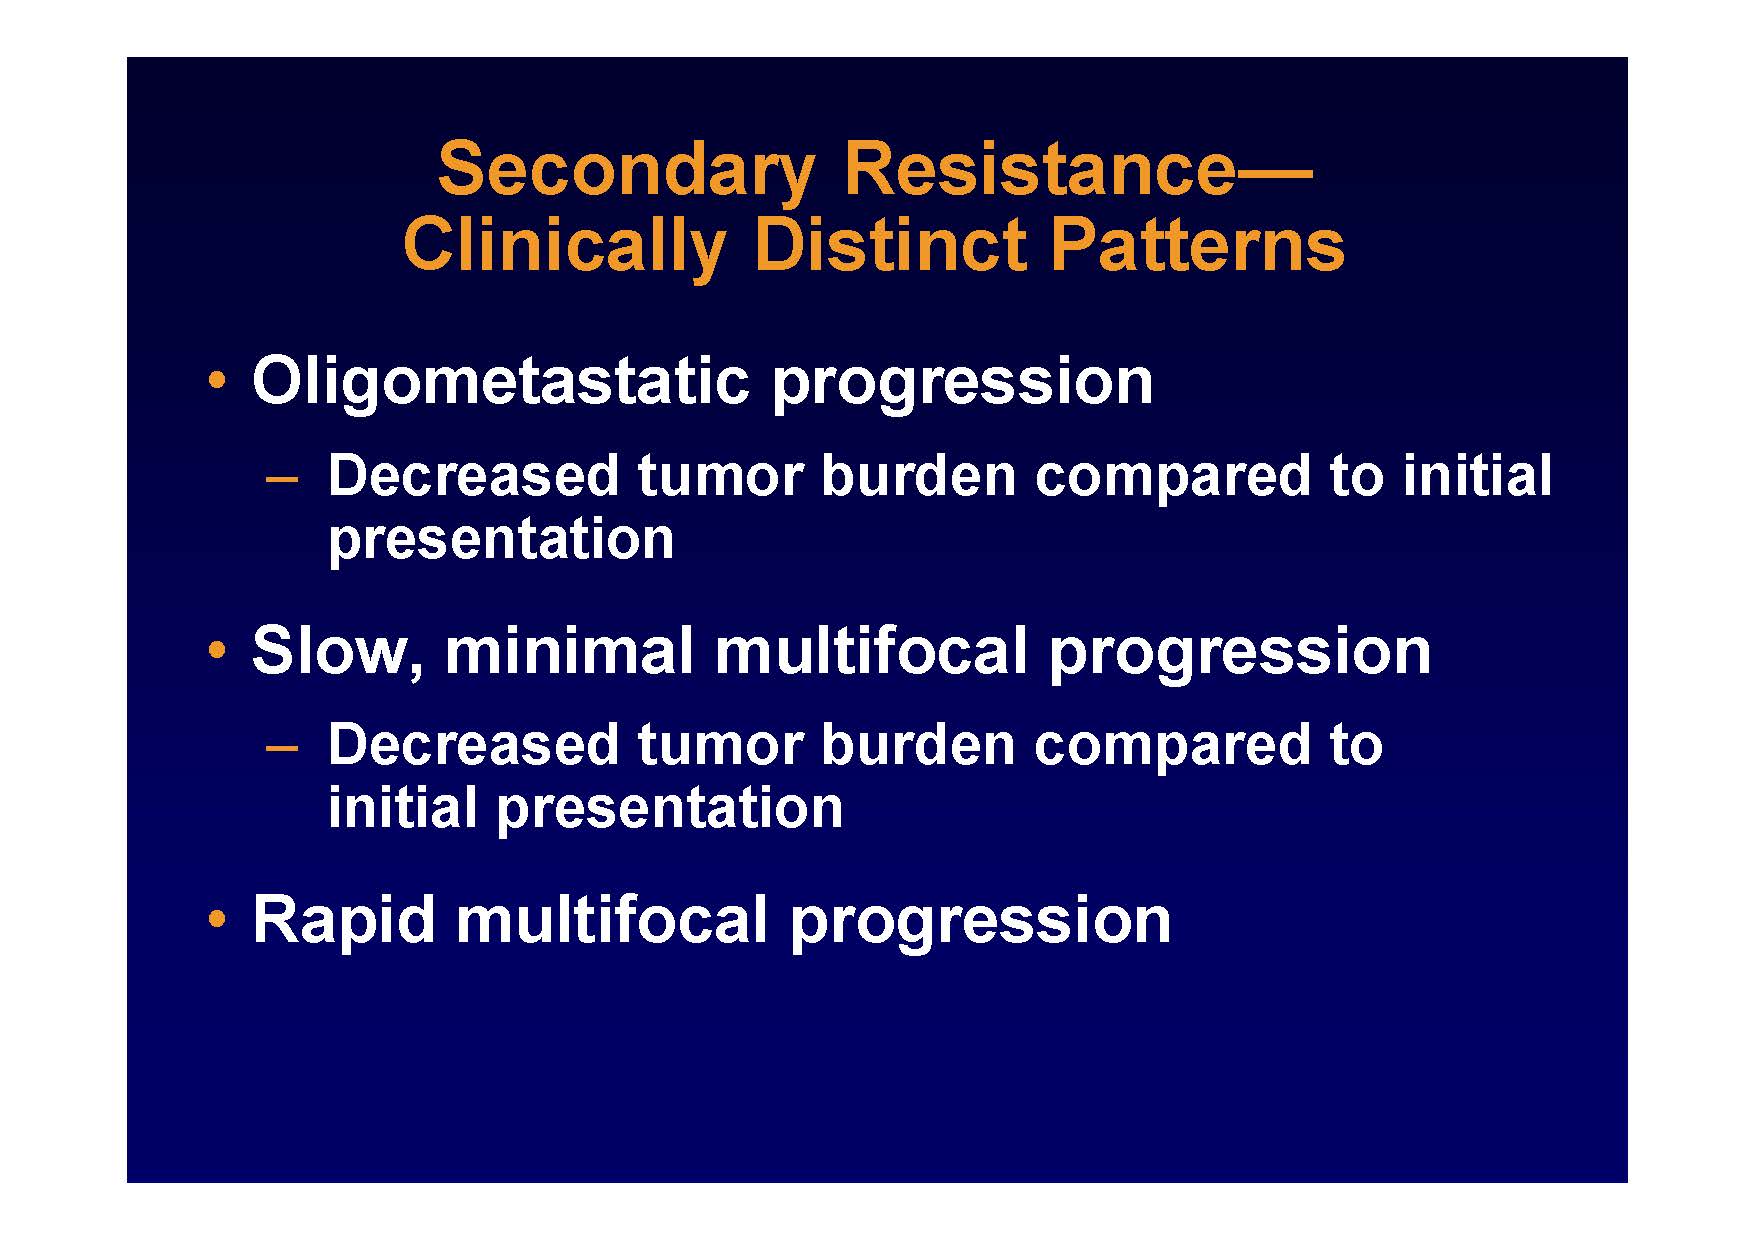 Secondary Resistance—
Clinically Distinct Patterns
• Oligometastatic progression
– Decreased tumor burden compared to initial
presentation
• Slow, minimal multifocal progression
– Decreased tumor burden compared to
initial presentation
• Rapid multifocal progression